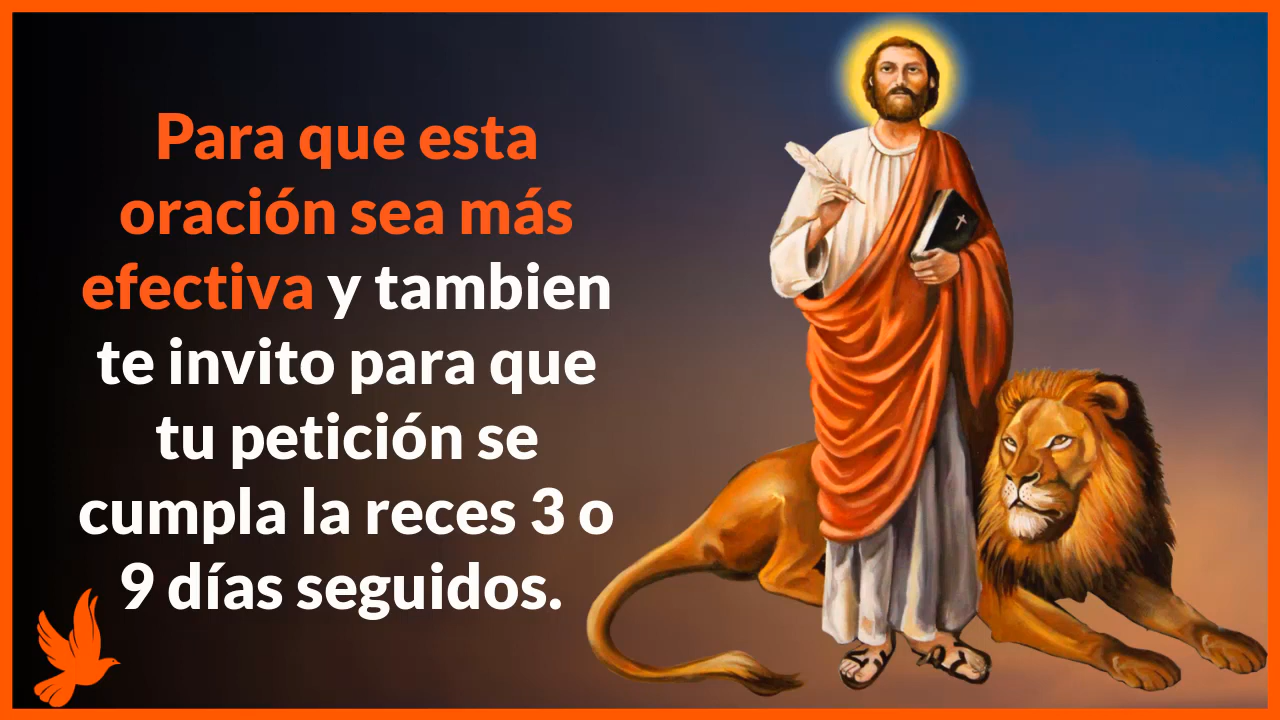 Para que esta
oración sea más
efectiva y tambien
te invito para que
tu petición se
cumpla la reces 3 o
9 días seguidos.